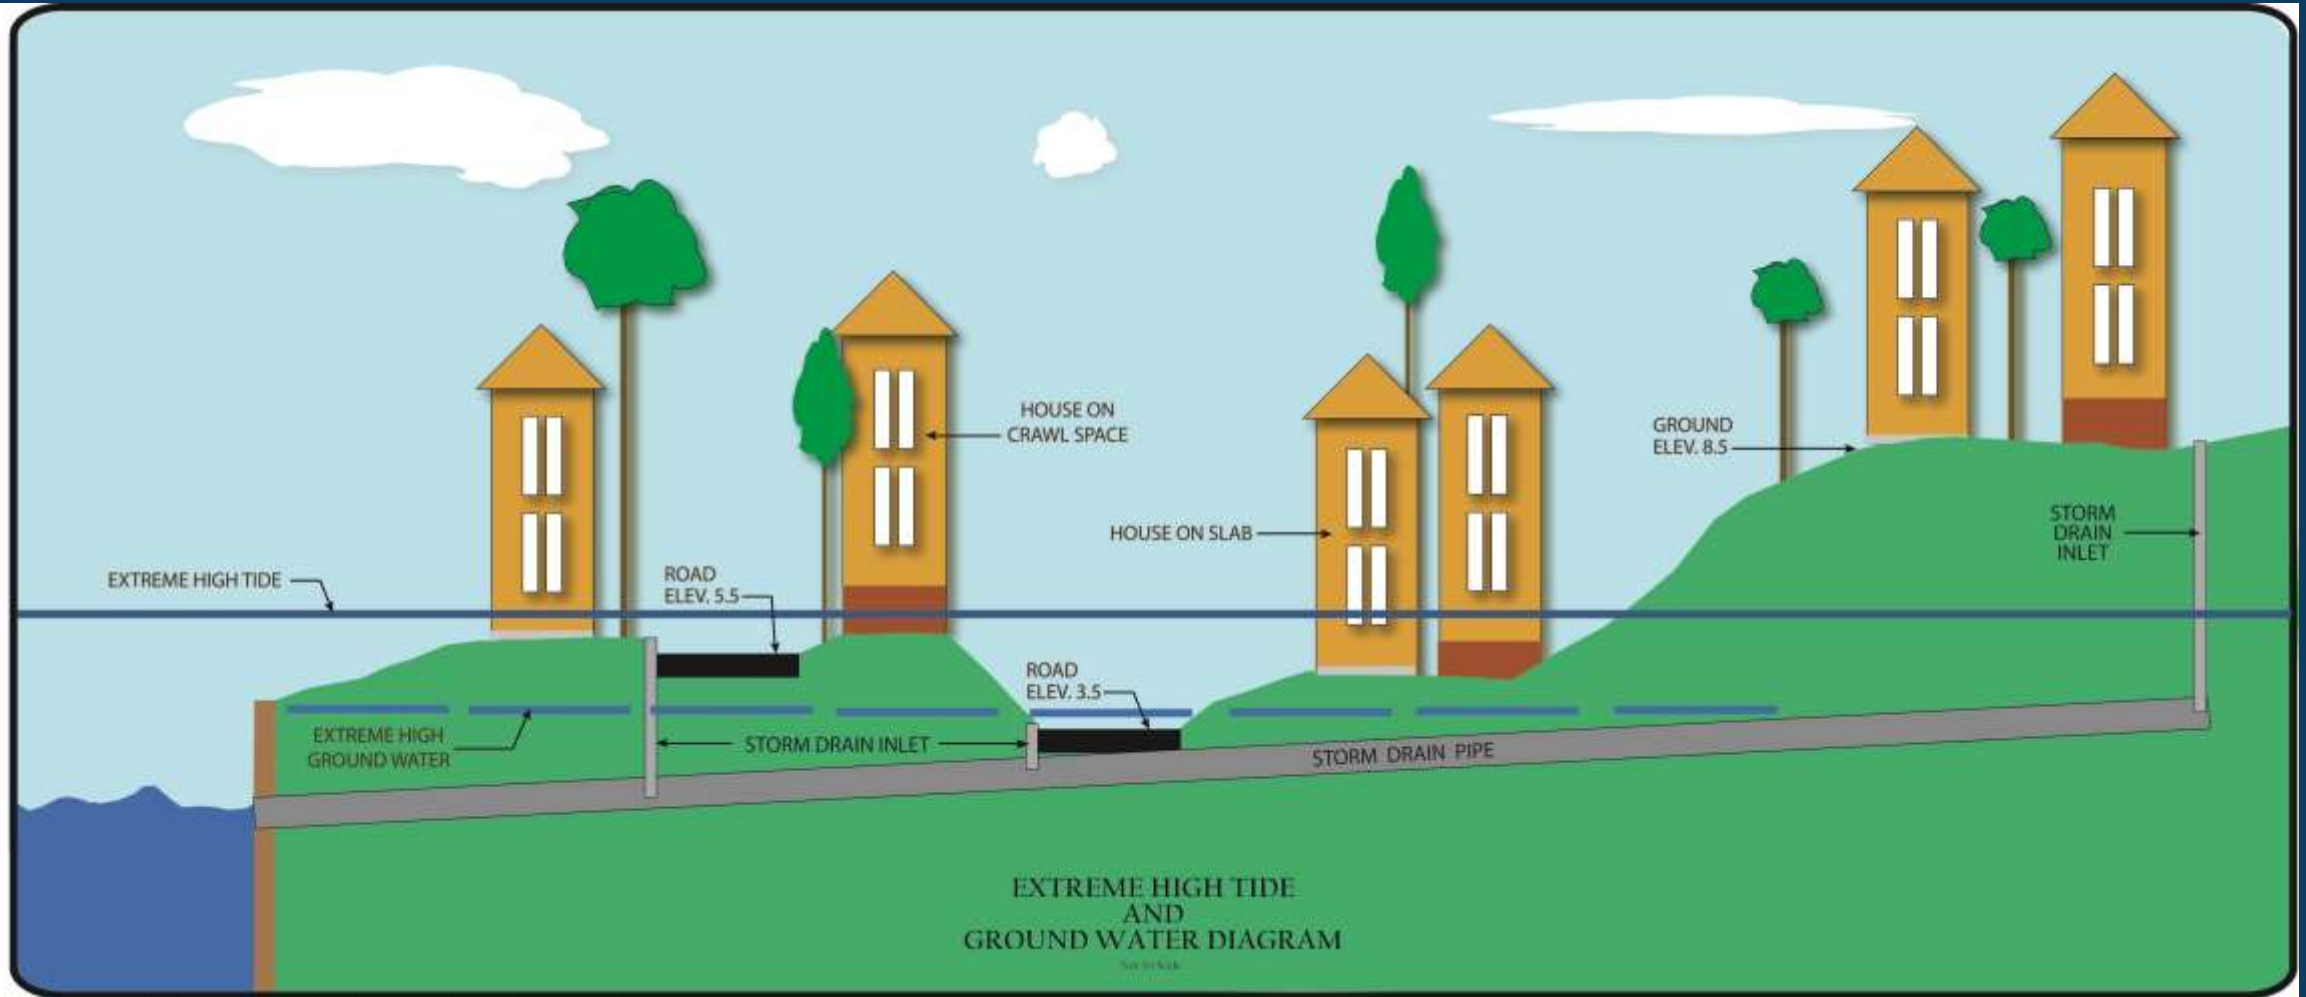 HOUSE ON
CRAWL SPACE
GROUND
ELEV. 8.5
HOUSE ON SLAB
STORM
DRAIN
INLET
EXTREME HIGH TIDE
ROAD
ELEV. 5.5
ROAD
ELEV. 3.5
EXTREME HIGH
GROUND WATER
STORM DRAIN INLET
STORM DRAIN PIPE
EXTREME HIGH TIDE
AND
GROUND WATER DIAGRAM